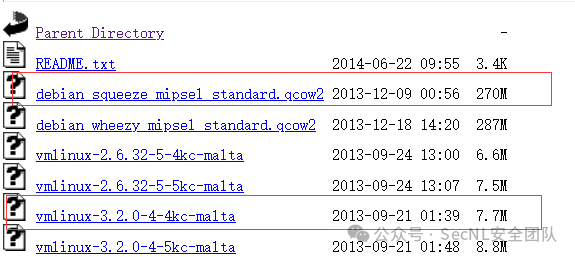 Parent Directory -
README.txt 2014-06-22 09:55 3.4K
debian_squeeze_mipsel_standard.qcow2 2013-12-09 00:56 270M
debian_wheezy_mipsel_standard.qcow2 2013-12-18 14:20 287M
vmlinux-2.6.32-5-4kc-malta 2013-09-24 13:00 6.6M
vmlinux-2.6.32-5-5kc-malta 2013-09-24 13:07 7.5M
vmlinux-3.2.0-4-4kc-malta 2013-09-21 01:39 7.7M
公众号 · SecNL安全团队
vmlinux-3.2.0-4-5kc-malta 2013-09-21 01:48 8.8M